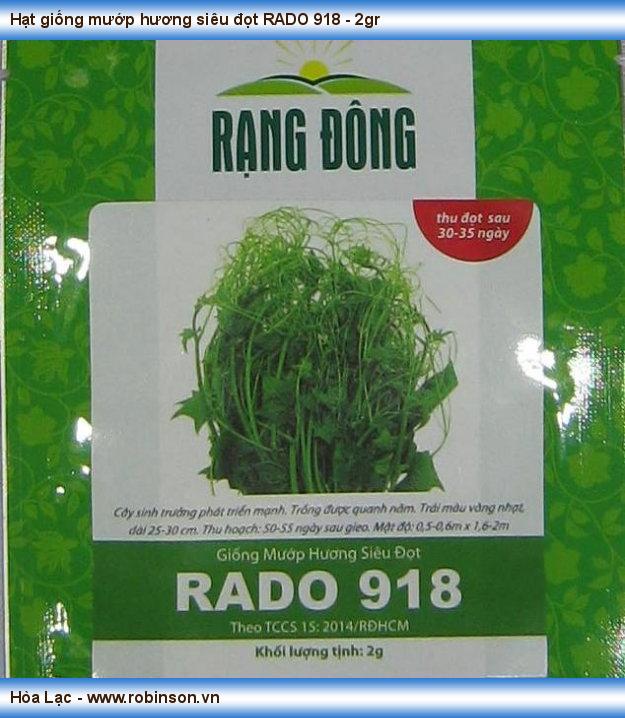 Hạt giống mướp hương siêu đọt RADO 918 - 2gr
RẠNG ĐÔNG
thu đọt sau
30-35 ngày
Cây sinh trưởng phát triển mạnh. Trồng được quanh năm. Trái màu vàng nhạt,
dài 25-30 cm. Thu hoạch: 50-55 ngày sau gieo. Mật độ: 0,5-0,6m x 1,6-2m
Giống Mướp Hương Siêu Đọt
RADO 918
Theo TCCS 15: 2014/RĐHCM
Khối lượng tịnh: 2g
Hòa Lạc - www.robinson.vn